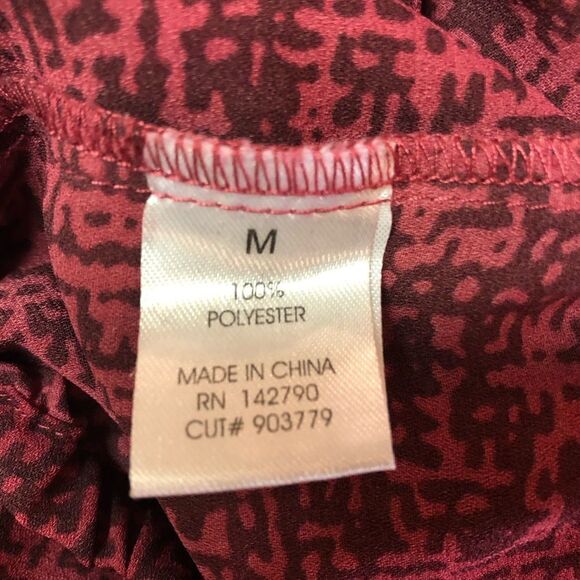 M
100%
POLYESTER
MADE IN CHINA
RN 142790
CUT# 903779